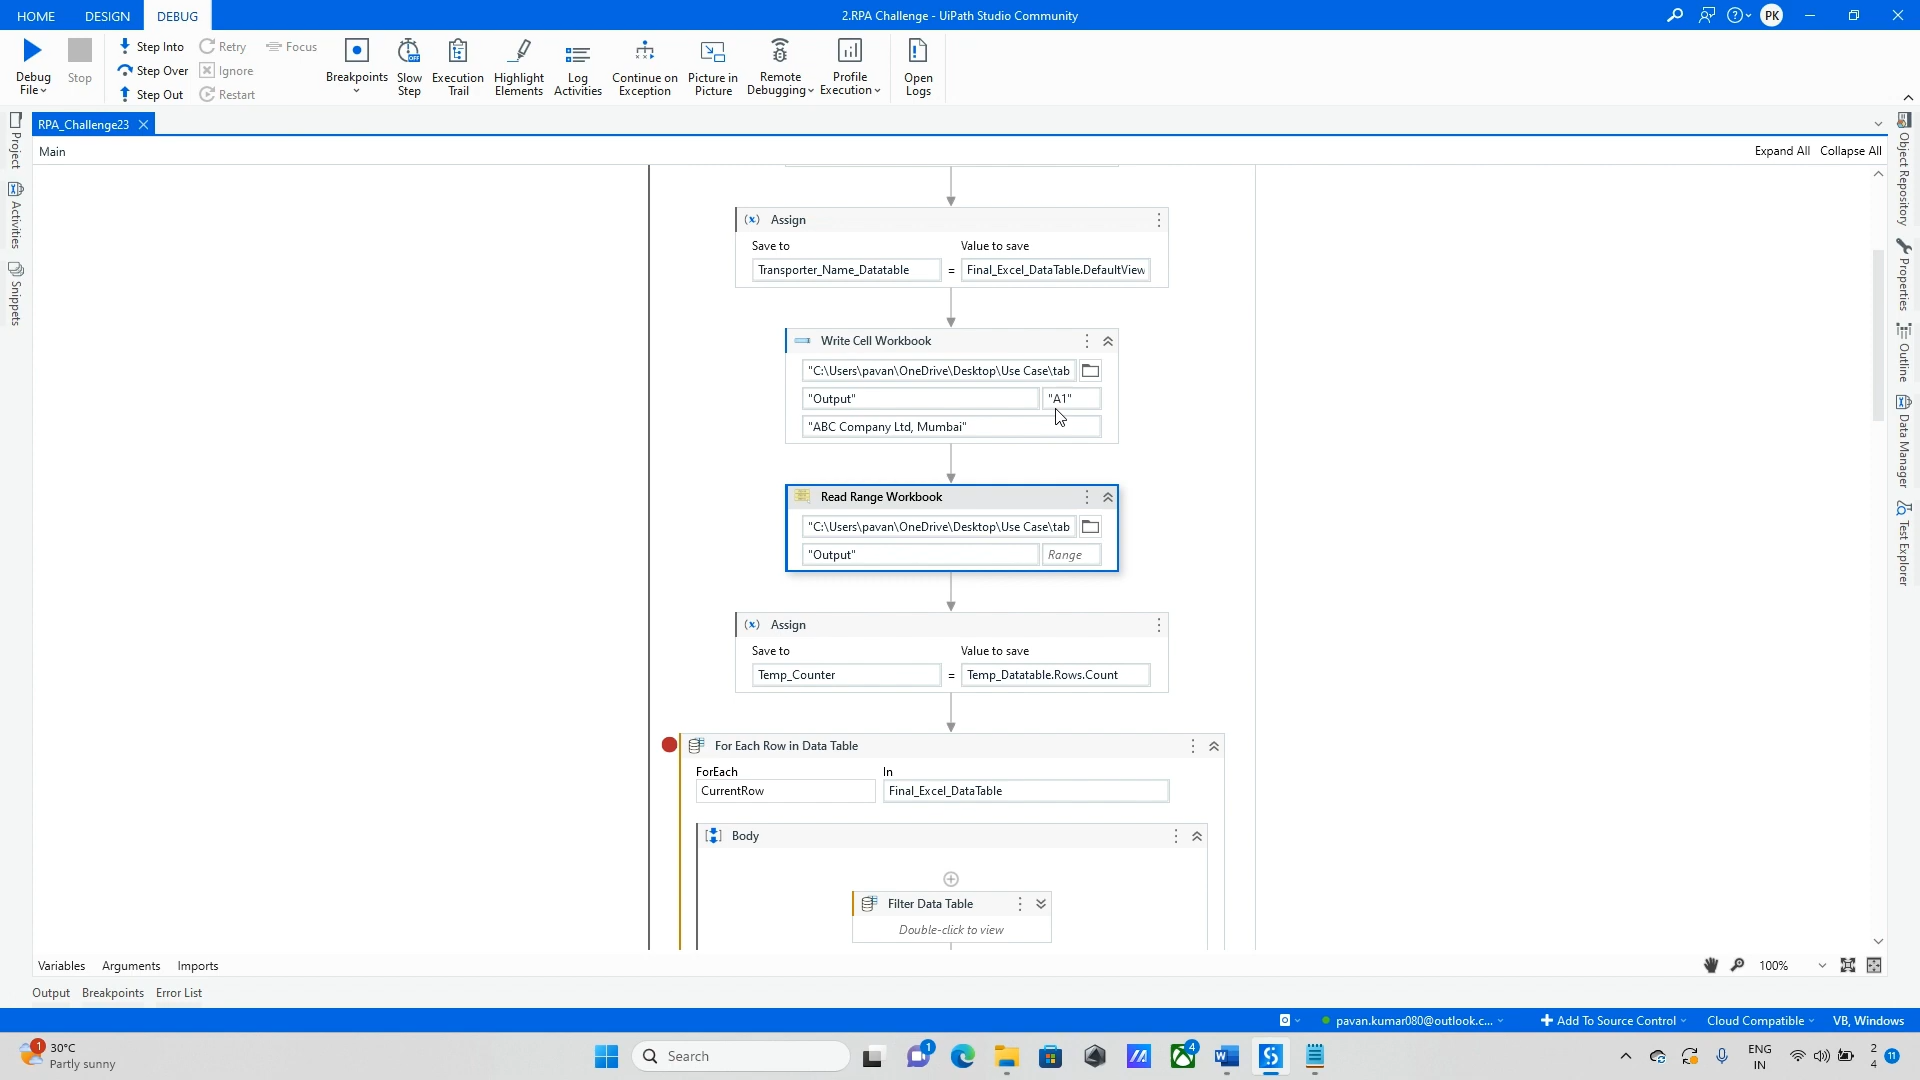 HOME DESIGN DEBUG
2.RPA Challenge - UiPath Studio Community
PK
Debug File
Stop
Step Into
Step Over
Step Out
Retry
Ignore
Restart
Focus
Breakpoints
Slow Step
Execution Trail
Highlight Elements
Log Activities
Continue on Exception
Picture in Picture
Remote Debugging
Profile Execution
Open Logs
RPA_Challenge23
Main
Expand All Collapse All
Project
Activities
Snippets
Object Repository
Properties
Outline
Data Manager
Test Explorer
Assign
Save to Value to save
Transporter_Name_Datatable = Final_Excel_DataTable.DefaultView
Write Cell Workbook
"C:\Users\pavan\OneDrive\Desktop\Use Case\tab
"Output" "A1"
"ABC Company Ltd, Mumbai"
Read Range Workbook
"C:\Users\pavan\OneDrive\Desktop\Use Case\tab
"Output" Range
Assign
Save to Value to save
Temp_Counter = Temp_Datatable.Rows.Count
For Each Row in Data Table
ForEach In
CurrentRow Final_Excel_DataTable
Body
Filter Data Table
Double-click to view
Variables Arguments Imports
100%
Output Breakpoints Error List
pavan.kumar080@outlook.c... Add To Source Control Cloud Compatible VB, Windows
1
30°C
Partly sunny
Search
1
4
ENG
IN
2
4
11